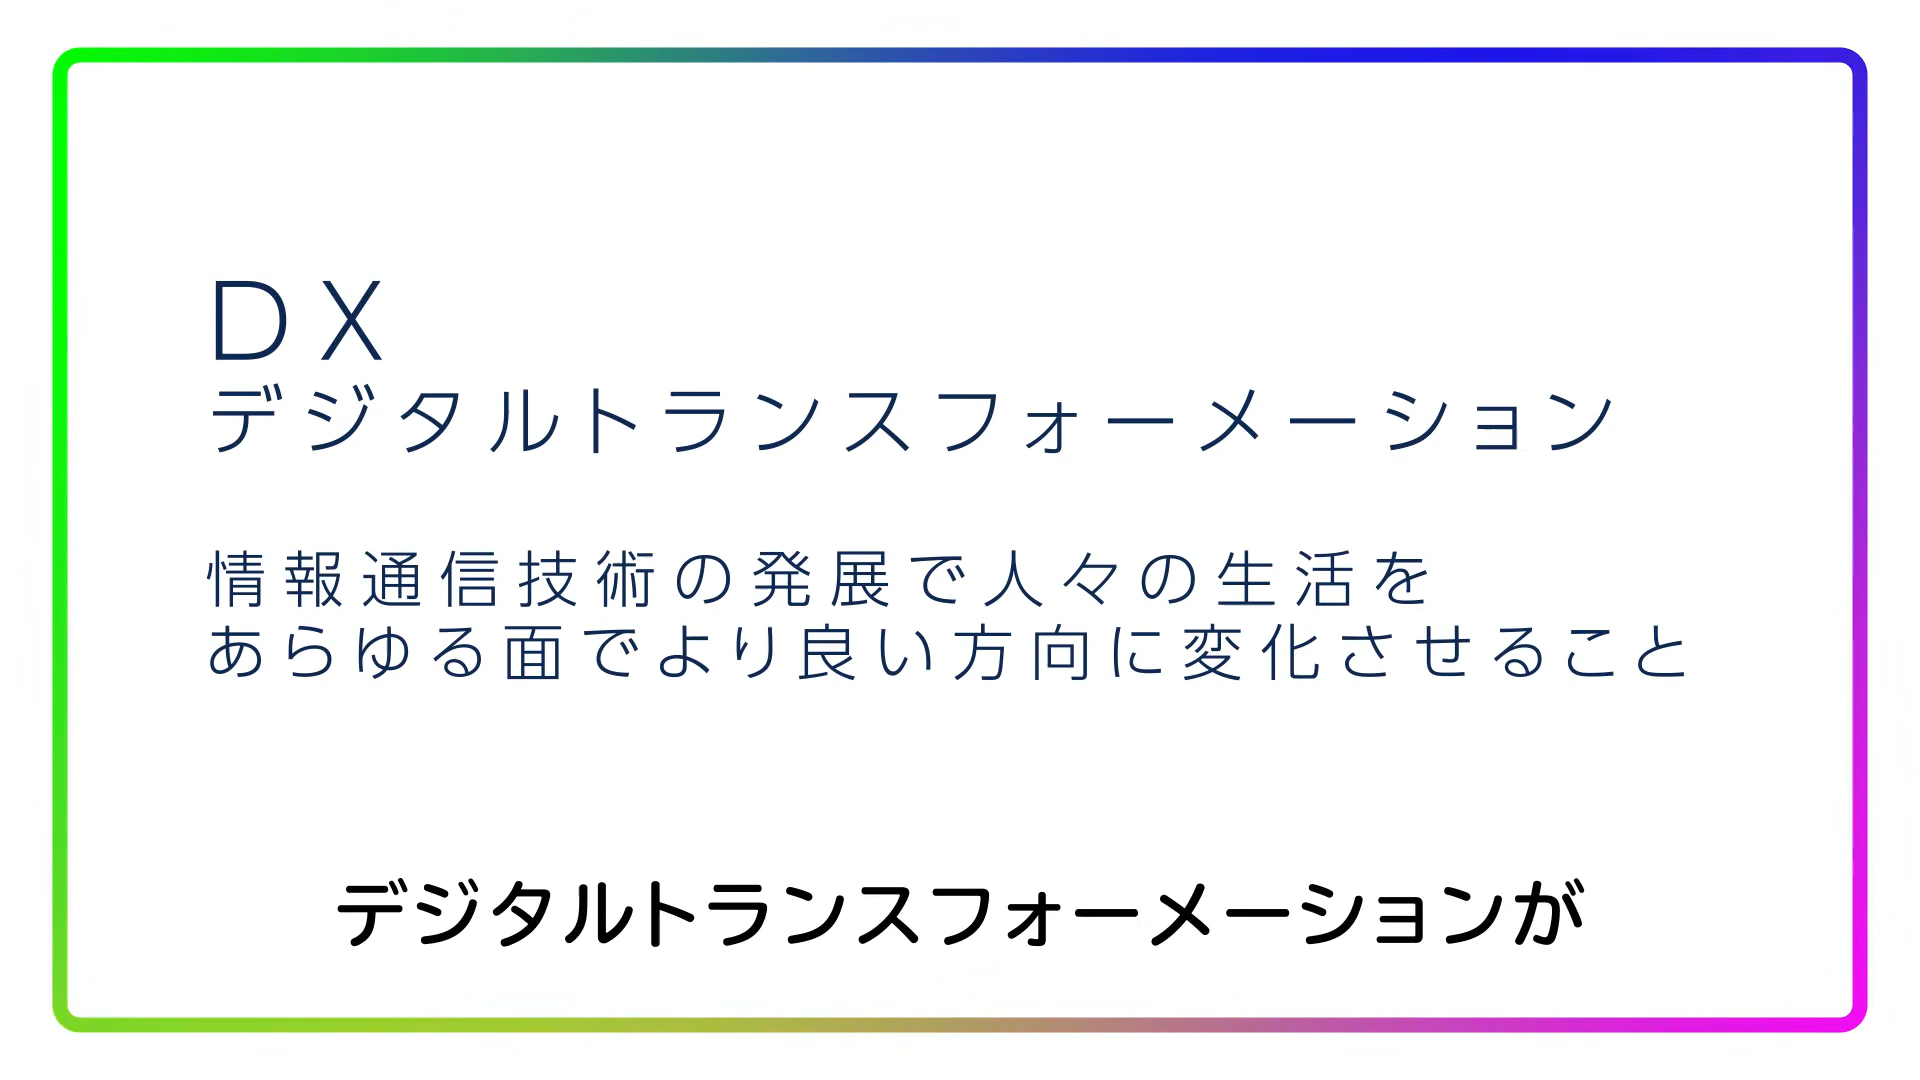 DX
デジタルトランスフォーメーション
情報通信技術の発展で人々の生活を
あらゆる面でより良い方向に変化させること
デジタルトランスフォーメーションが